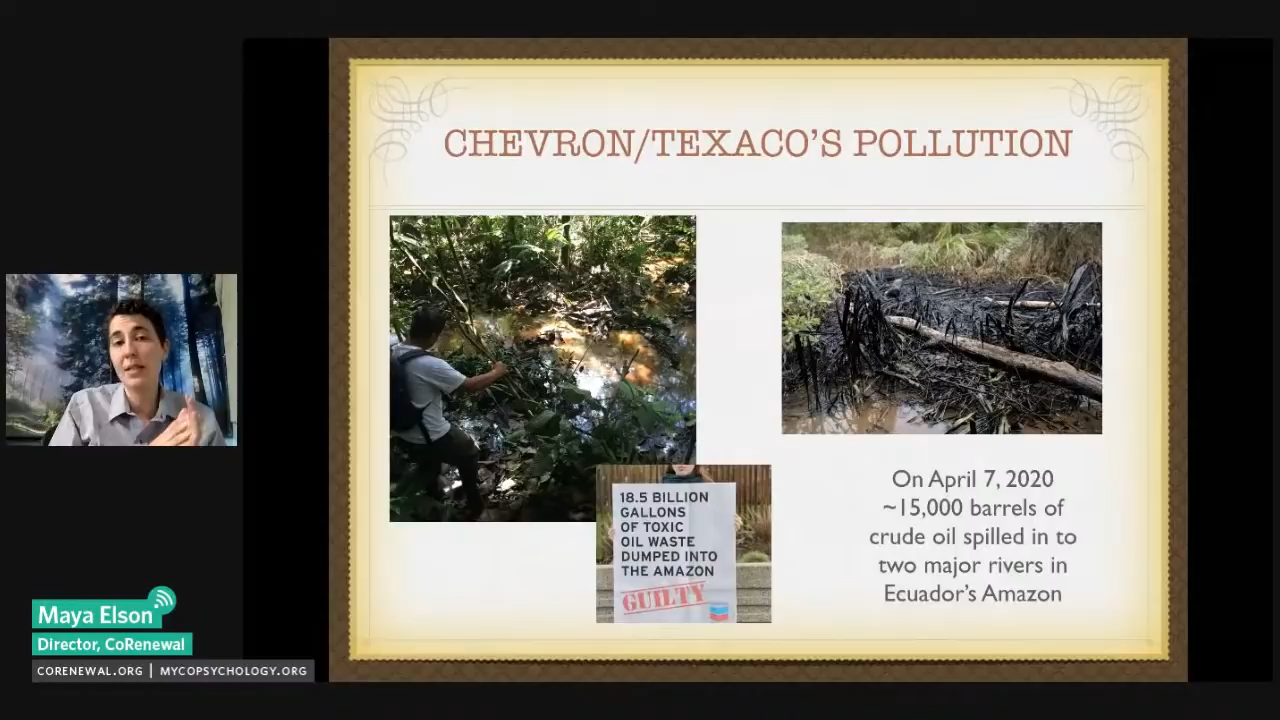 CHEVRON/TEXACO'S POLLUTION
18.5 BILLION
GALLONS
OF TOXIC
OIL WASTE
DUMPED INTO
THE AMAZON
GUILTY
On April 7, 2020
~15,000 barrels of
crude oil spilled in to
two major rivers in
Ecuador's Amazon
Maya Elson
Director, CoRenewal
CORENEWAL.ORG | MYCOPSYCHOLOGY.ORG